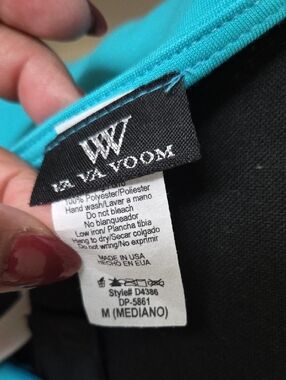 VA VOOM
100% Polyester/Poliester
Hand wash/Laver a mano
Do not bleach
No blanqueador
Low iron/ Plancha tibia
Hang to dry/Secar colgado
Do not wring/No exprimir
MADE IN USA
HECHO EN EUA
Style# D4386
DP-5861
M (MEDIANO)